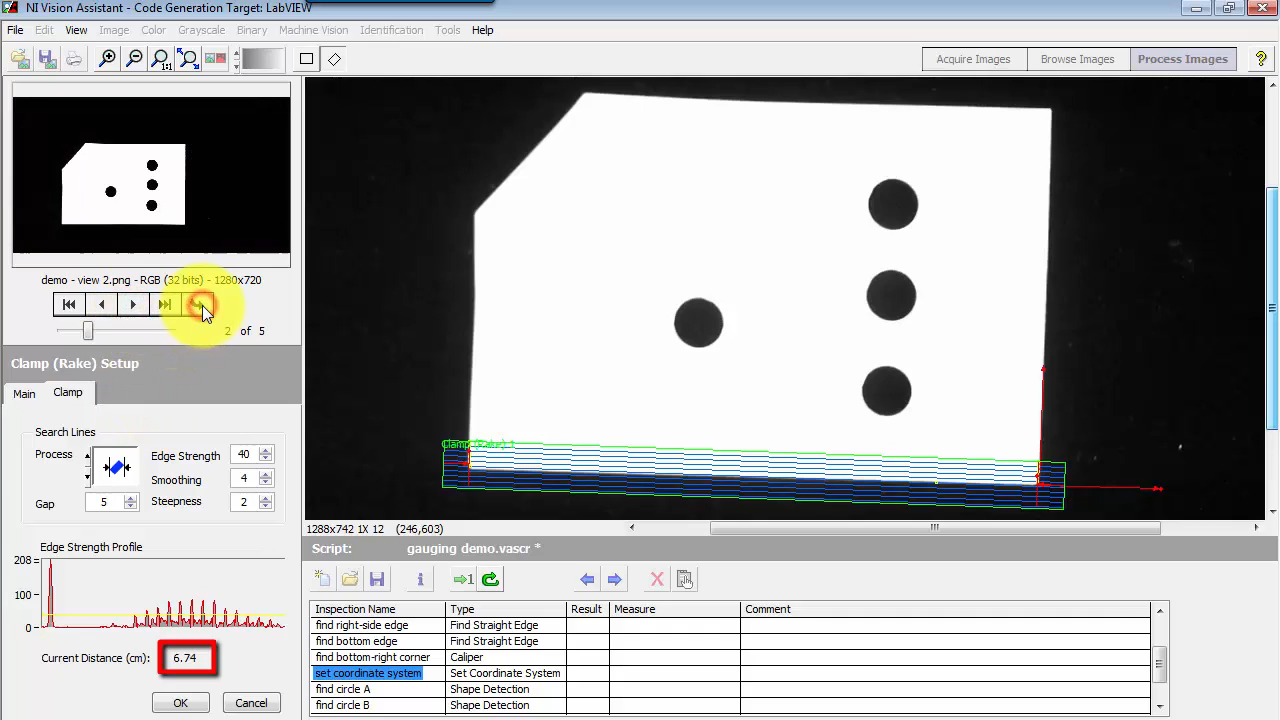 NI Vision Assistant - Code Generation Target: LabVIEW
File Edit View Image Color Grayscale Binary Machine Vision Identification Tools Help
1:1
Acquire Images Browse Images Process Images
?
demo - view 2.png - RGB (32 bits) - 1280x720
2 of 5
Clamp (Rake) Setup
Main Clamp
Search Lines
Process
Edge Strength 40
Smoothing 4
Gap 5
Steepness 2
Edge Strength Profile
208
100
0
Current Distance (cm): 6.74
OK Cancel
Clamp (Rake) 1
1288x742 1X 12 (246,603)
Script: gauging demo.vascr *
Inspection Name Type Result Measure Comment
find right-side edge Find Straight Edge
find bottom edge Find Straight Edge
find bottom-right corner Caliper
set coordinate system Set Coordinate System
find circle A Shape Detection
find circle B Shape Detection